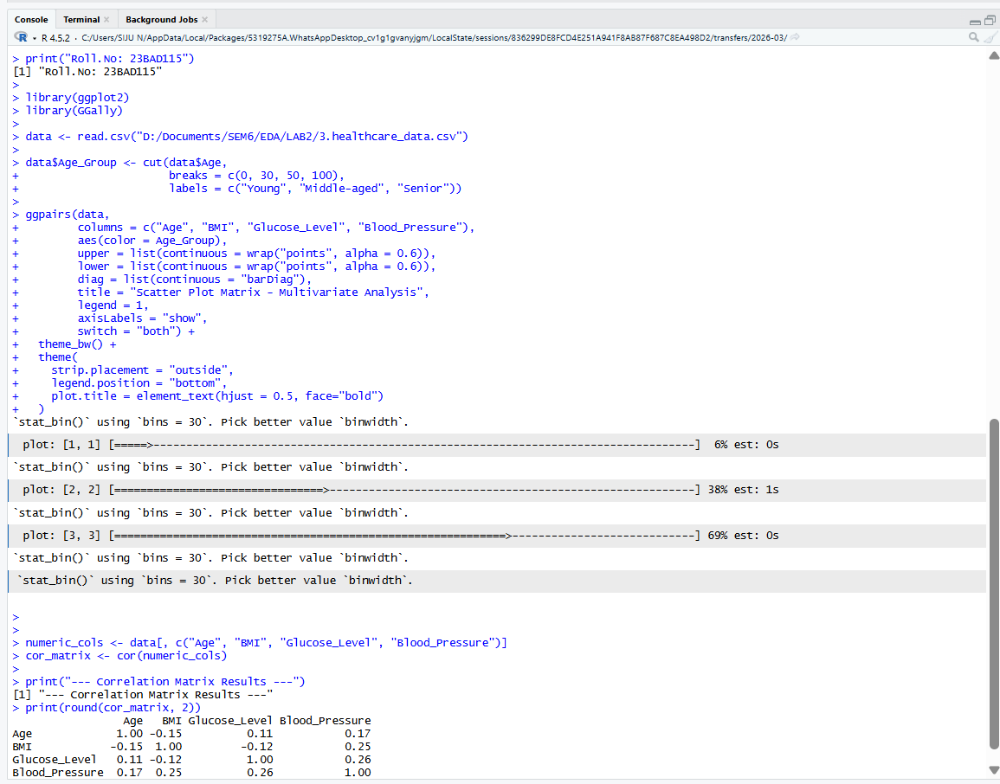 Console Terminal × Background Jobs ×
R 4.5.2 · C:/Users/SIJU N/AppData/Local/Packages/5319275A.WhatsAppDesktop_cv1g1gvanyjgm/LocalState/sessions/836299DE8FCD4E251A941F8AB87F687C8EA498D2/transfers/2026-03/
> print("Roll.No: 23BAD115")
[1] "Roll.No: 23BAD115"
>
> library(ggplot2)
> library(GGally)
>
> data <- read.csv("D:/Documents/SEM6/EDA/LAB2/3.healthcare_data.csv")
>
> data$Age_Group <- cut(data$Age,
+                       breaks = c(0, 30, 50, 100),
+                       labels = c("Young", "Middle-aged", "Senior"))
>
> ggpairs(data,
+         columns = c("Age", "BMI", "Glucose_Level", "Blood_Pressure"),
+         aes(color = Age_Group),
+         upper = list(continuous = wrap("points", alpha = 0.6)),
+         lower = list(continuous = wrap("points", alpha = 0.6)),
+         diag = list(continuous = "barDiag"),
+         title = "Scatter Plot Matrix - Multivariate Analysis",
+         legend = 1,
+         axisLabels = "show",
+         switch = "both") +
+   theme_bw() +
+   theme(
+     strip.placement = "outside",
+     legend.position = "bottom",
+     plot.title = element_text(hjust = 0.5, face="bold")
+   )
`stat_bin()` using `bins = 30`. Pick better value `binwidth`.
plot: [1, 1] [=====>-----------------------------------------------------------------------------------] 6% est: 0s
`stat_bin()` using `bins = 30`. Pick better value `binwidth`.
plot: [2, 2] [================================>--------------------------------------------------------] 38% est: 1s
`stat_bin()` using `bins = 30`. Pick better value `binwidth`.
plot: [3, 3] [============================================================>----------------------------] 69% est: 0s
`stat_bin()` using `bins = 30`. Pick better value `binwidth`.
`stat_bin()` using `bins = 30`. Pick better value `binwidth`.
>
>
> numeric_cols <- data[, c("Age", "BMI", "Glucose_Level", "Blood_Pressure")]
> cor_matrix <- cor(numeric_cols)
>
> print("--- Correlation Matrix Results ---")
[1] "--- Correlation Matrix Results ---"
> print(round(cor_matrix, 2))
                 Age   BMI Glucose_Level Blood_Pressure
Age             1.00 -0.15          0.11           0.17
BMI            -0.15  1.00         -0.12           0.25
Glucose_Level   0.11 -0.12          1.00           0.26
Blood_Pressure  0.17  0.25          0.26           1.00